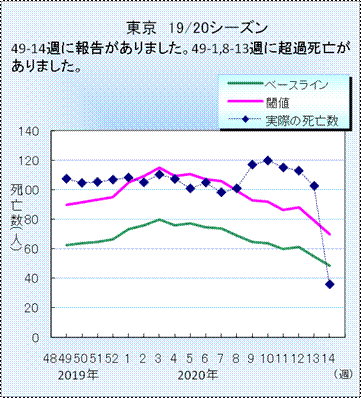 東京 19/20シーズン
49-14週に報告がありました。49-1,8-13週に超過死亡が
ありました。
ベースライン
閾値
実際の死亡数
死亡数(人)
140
120
100
80
60
40
20
0
48 49 50 51 52 1 2 3 4 5 6 7 8 9 10 11 12 13 14
2019年 2020年 (週)